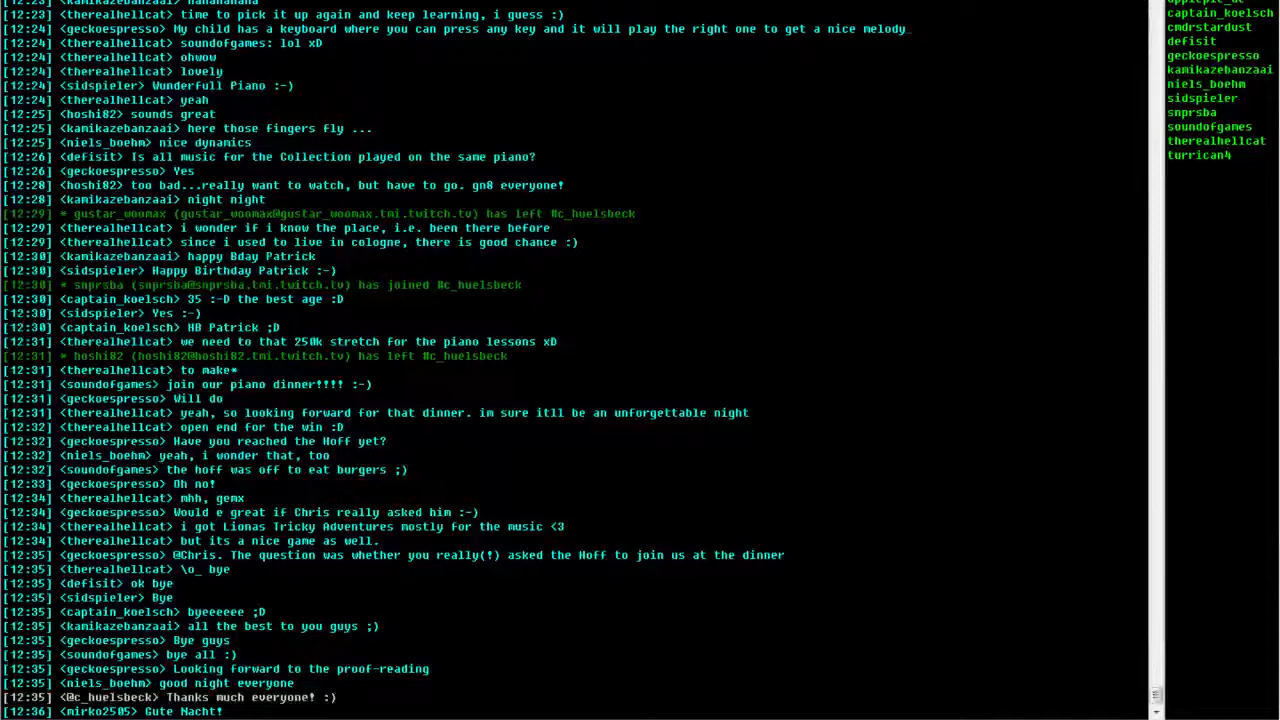 [12:23] <kamikazebanzaai> hahahahaha
[12:23] <therealhellcat> time to pick it up again and keep learning, i guess :)
[12:24] <geckoespresso> My child has a keyboard where you can press any key and it will play the right one to get a nice melody_
[12:24] <therealhellcat> soundofgames: lol xD
[12:24] <therealhellcat> ohwow
[12:24] <therealhellcat> lovely
[12:24] <sidspieler> Wunderfull Piano :-)
[12:24] <therealhellcat> yeah
[12:25] <hoshi82> sounds great
[12:25] <kamikazebanzaai> here those fingers fly ...
[12:25] <niels_boehm> nice dynamics
[12:26] <defisit> Is all music for the Collection played on the same piano?
[12:26] <geckoespresso> Yes
[12:28] <hoshi82> too bad...really want to watch, but have to go. gn8 everyone!
[12:28] <kamikazebanzaai> night night
[12:29] * gustar_woomax (gustar_woomax@gustar_woomax.tmi.twitch.tv) has left #c_huelsbeck
[12:29] <therealhellcat> i wonder if i know the place, i.e. been there before
[12:29] <therealhellcat> since i used to live in cologne, there is good chance :)
[12:30] <kamikazebanzaai> happy Bday Patrick
[12:30] <sidspieler> Happy Birthday Patrick :-)
[12:30] * snprsba (snprsba@snprsba.tmi.twitch.tv) has joined #c_huelsbeck
[12:30] <captain_koelsch> 35 :-D the best age :D
[12:30] <sidspieler> Yes :-)
[12:30] <captain_koelsch> HB Patrick ;D
[12:31] <therealhellcat> we need to that 250k stretch for the piano lessons xD
[12:31] * hoshi82 (hoshi82@hoshi82.tmi.twitch.tv) has left #c_huelsbeck
[12:31] <therealhellcat> to make*
[12:31] <soundofgames> join our piano dinner!!!! :-)
[12:31] <geckoespresso> Will do
[12:31] <therealhellcat> yeah, so looking forward for that dinner. im sure itll be an unforgettable night
[12:32] <therealhellcat> open end for the win :D
[12:32] <geckoespresso> Have you reached the Hoff yet?
[12:32] <niels_boehm> yeah, i wonder that, too
[12:32] <soundofgames> the hoff was off to eat burgers ;)
[12:33] <geckoespresso> Oh no!
[12:34] <therealhellcat> mhh, gemx
[12:34] <geckoespresso> Would e great if Chris really asked him :-)
[12:34] <therealhellcat> i got Lionas Tricky Adventures mostly for the music <3
[12:34] <therealhellcat> but its a nice game as well.
[12:35] <geckoespresso> @Chris. The question was whether you really(!) asked the Hoff to join us at the dinner
[12:35] <therealhellcat> \o_ bye
[12:35] <defisit> ok bye
[12:35] <sidspieler> Bye
[12:35] <captain_koelsch> byeeeeee ;D
[12:35] <kamikazebanzaai> all the best to you guys ;)
[12:35] <geckoespresso> Bye guys
[12:35] <soundofgames> bye all :)
[12:35] <geckoespresso> Looking forward to the proof-reading
[12:35] <niels_boehm> good night everyone
[12:35] <@c_huelsbeck> Thanks much everyone! :)
[12:36] <mirko2505> Gute Nacht!
captain_koelsch
cmdrstardust
defisit
geckoespresso
kamikazebanzaai
niels_boehm
sidspieler
snprsba
soundofgames
therealhellcat
turrican4